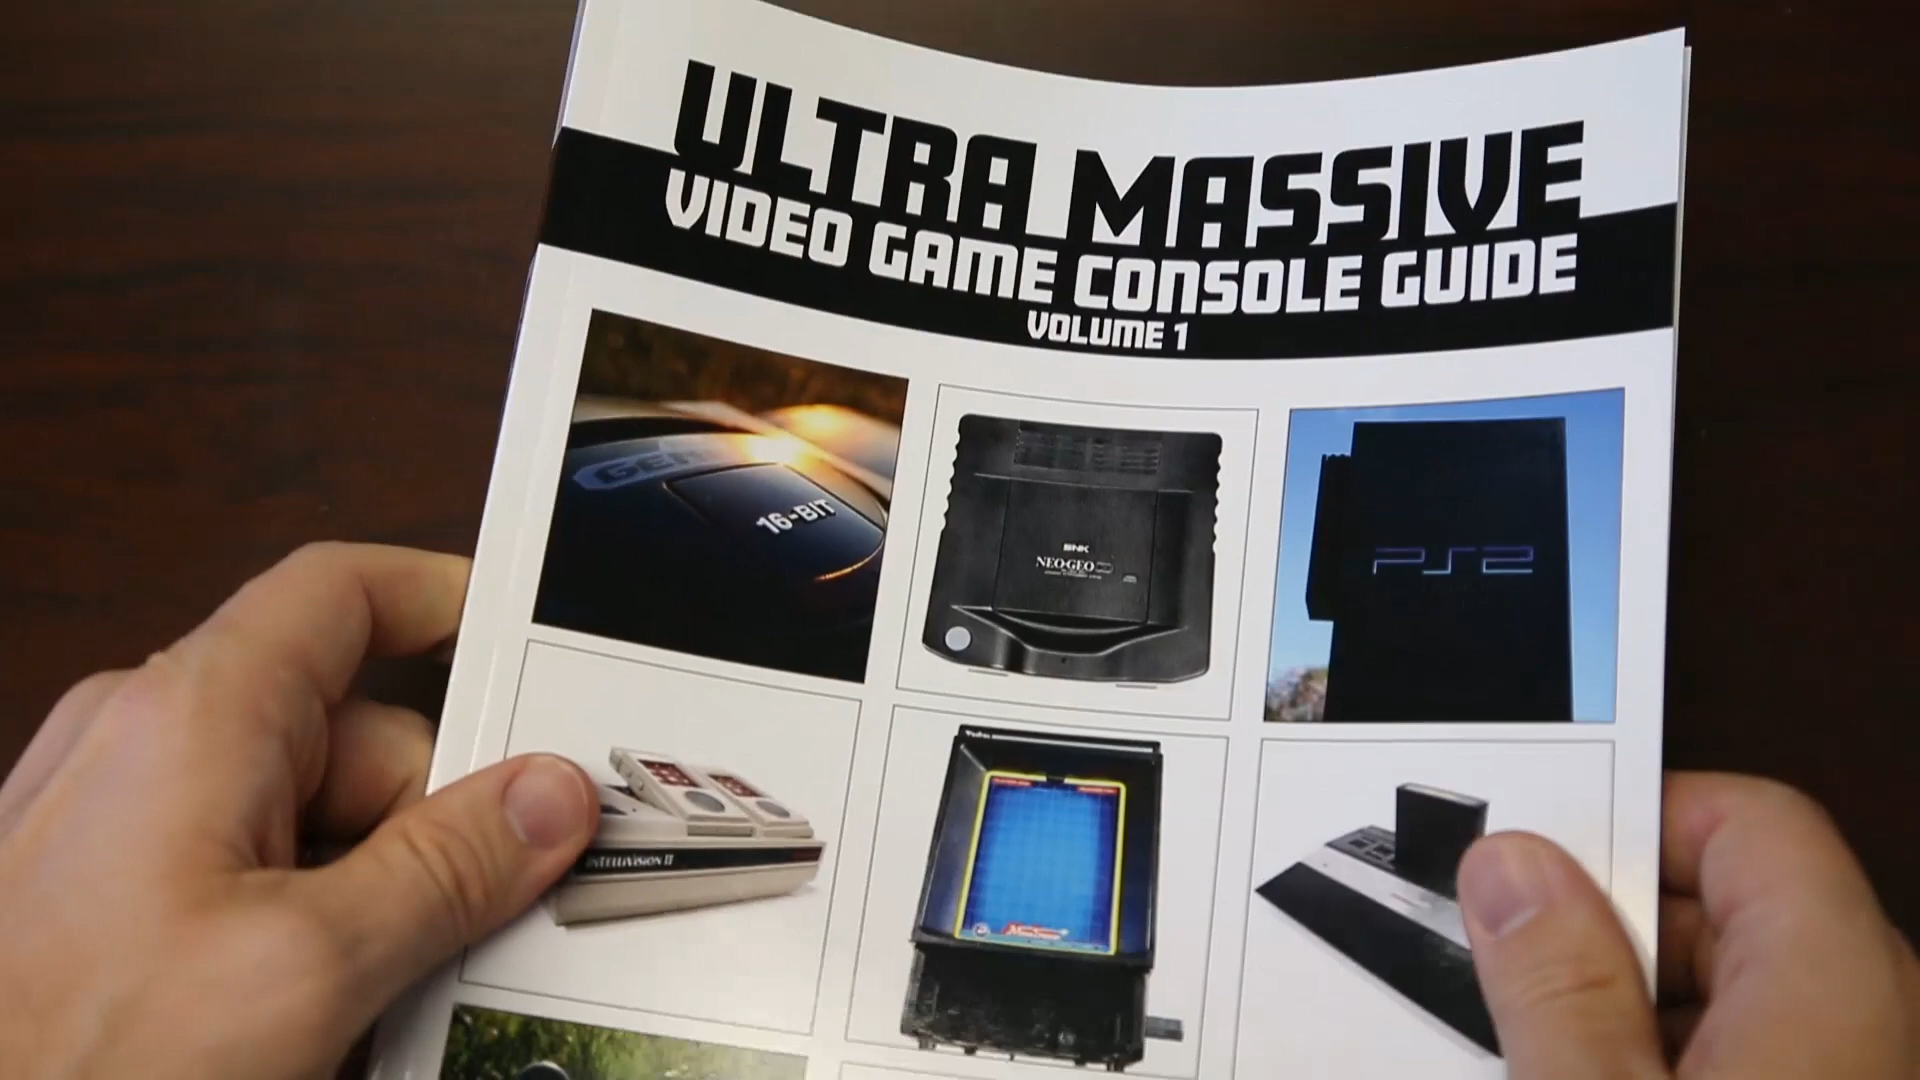 ULTRA MASSIVE
VIDEO GAME CONSOLE GUIDE
VOLUME 1
16-BIT
SNK
NEO·GEO
PS2
INTELLIVISION II